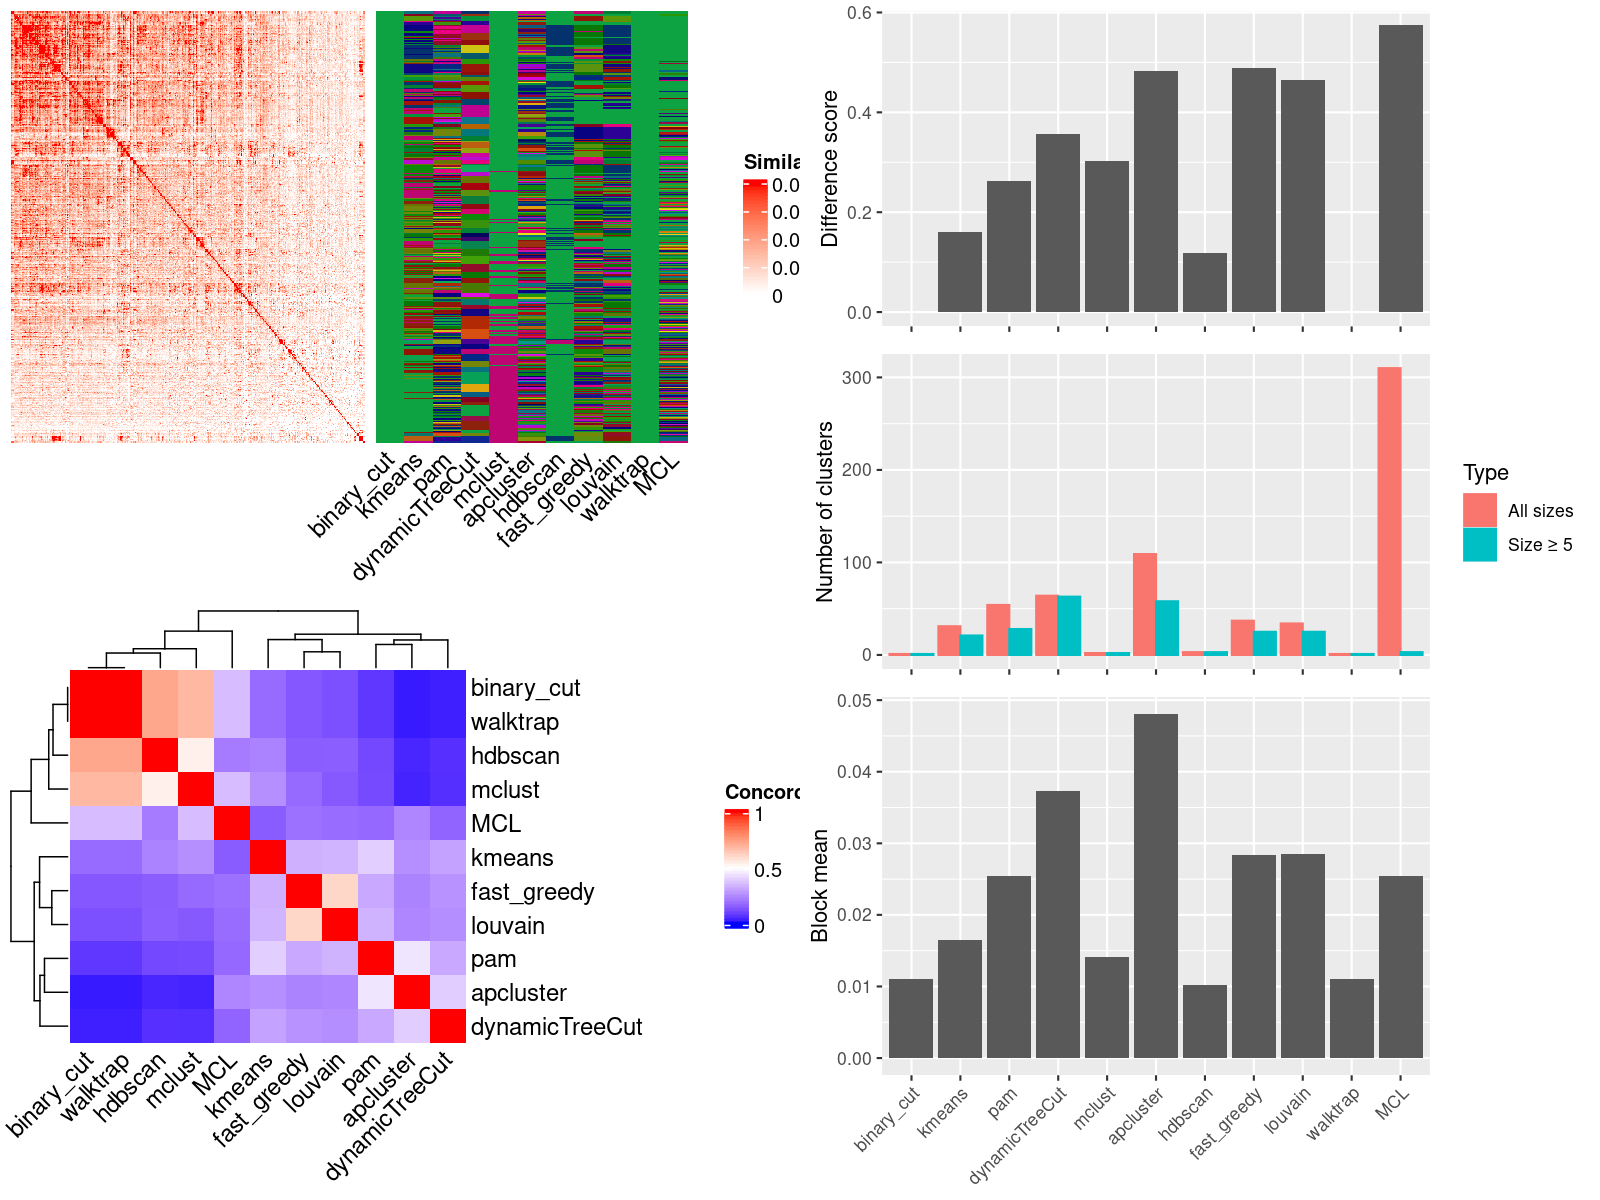 Simila
0.0
0.0
0.0
0.0
0
binary_cut
kmeans
pam
dynamicTreeCut
mclust
apcluster
hdbscan
fast_greedy
louvain
walktrap
MCL
binary_cut
walktrap
hdbscan
mclust
MCL
kmeans
fast_greedy
louvain
pam
apcluster
dynamicTreeCut
binary_cut
walktrap
hdbscan
mclust
MCL
kmeans
fast_greedy
louvain
pam
apcluster
dynamicTreeCut
Concord
1
0.5
0
Difference score
0.6
0.4
0.2
0.0
Number of clusters
300
200
100
0
Type
All sizes
Size ≥ 5
Block mean
0.05
0.04
0.03
0.02
0.01
0.00
binary_cut
kmeans
pam
dynamicTreeCut
mclust
apcluster
hdbscan
fast_greedy
louvain
walktrap
MCL